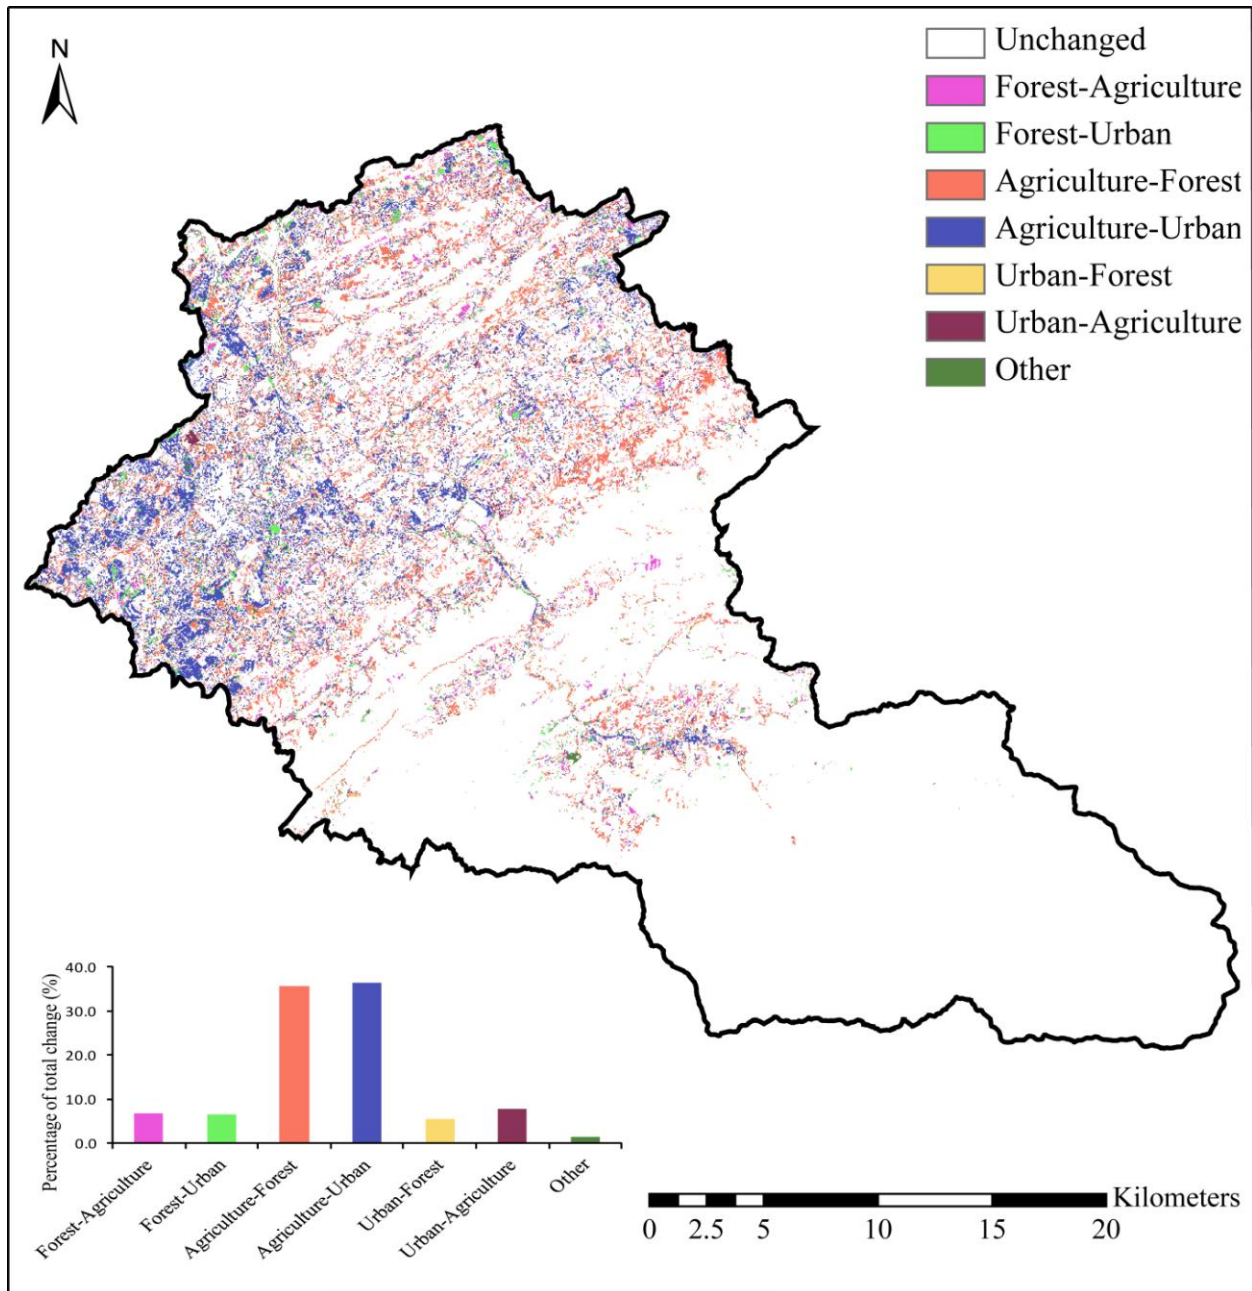 N
Unchanged
Forest-Agriculture
Forest-Urban
Agriculture-Forest
Agriculture-Urban
Urban-Forest
Urban-Agriculture
Other
Percentage of total change (%)
40.0
30.0
20.0
10.0
0.0
Forest-Agriculture
Forest-Urban
Agriculture-Forest
Agriculture-Urban
Urban-Forest
Urban-Agriculture
Other
Kilometers
0 2.5 5 10 15 20